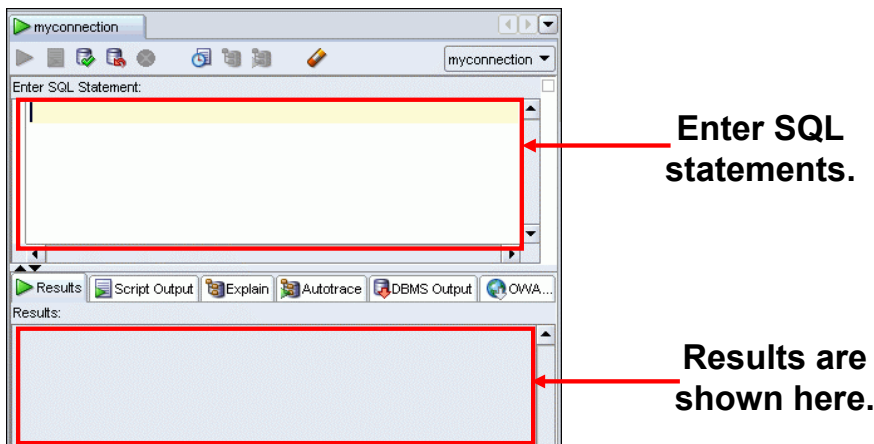 myconnection
myconnection
Enter SQL Statement:
Enter SQL
statements.
Results Script Output Explain Autotrace DBMS Output OWA...
Results:
Results are
shown here.